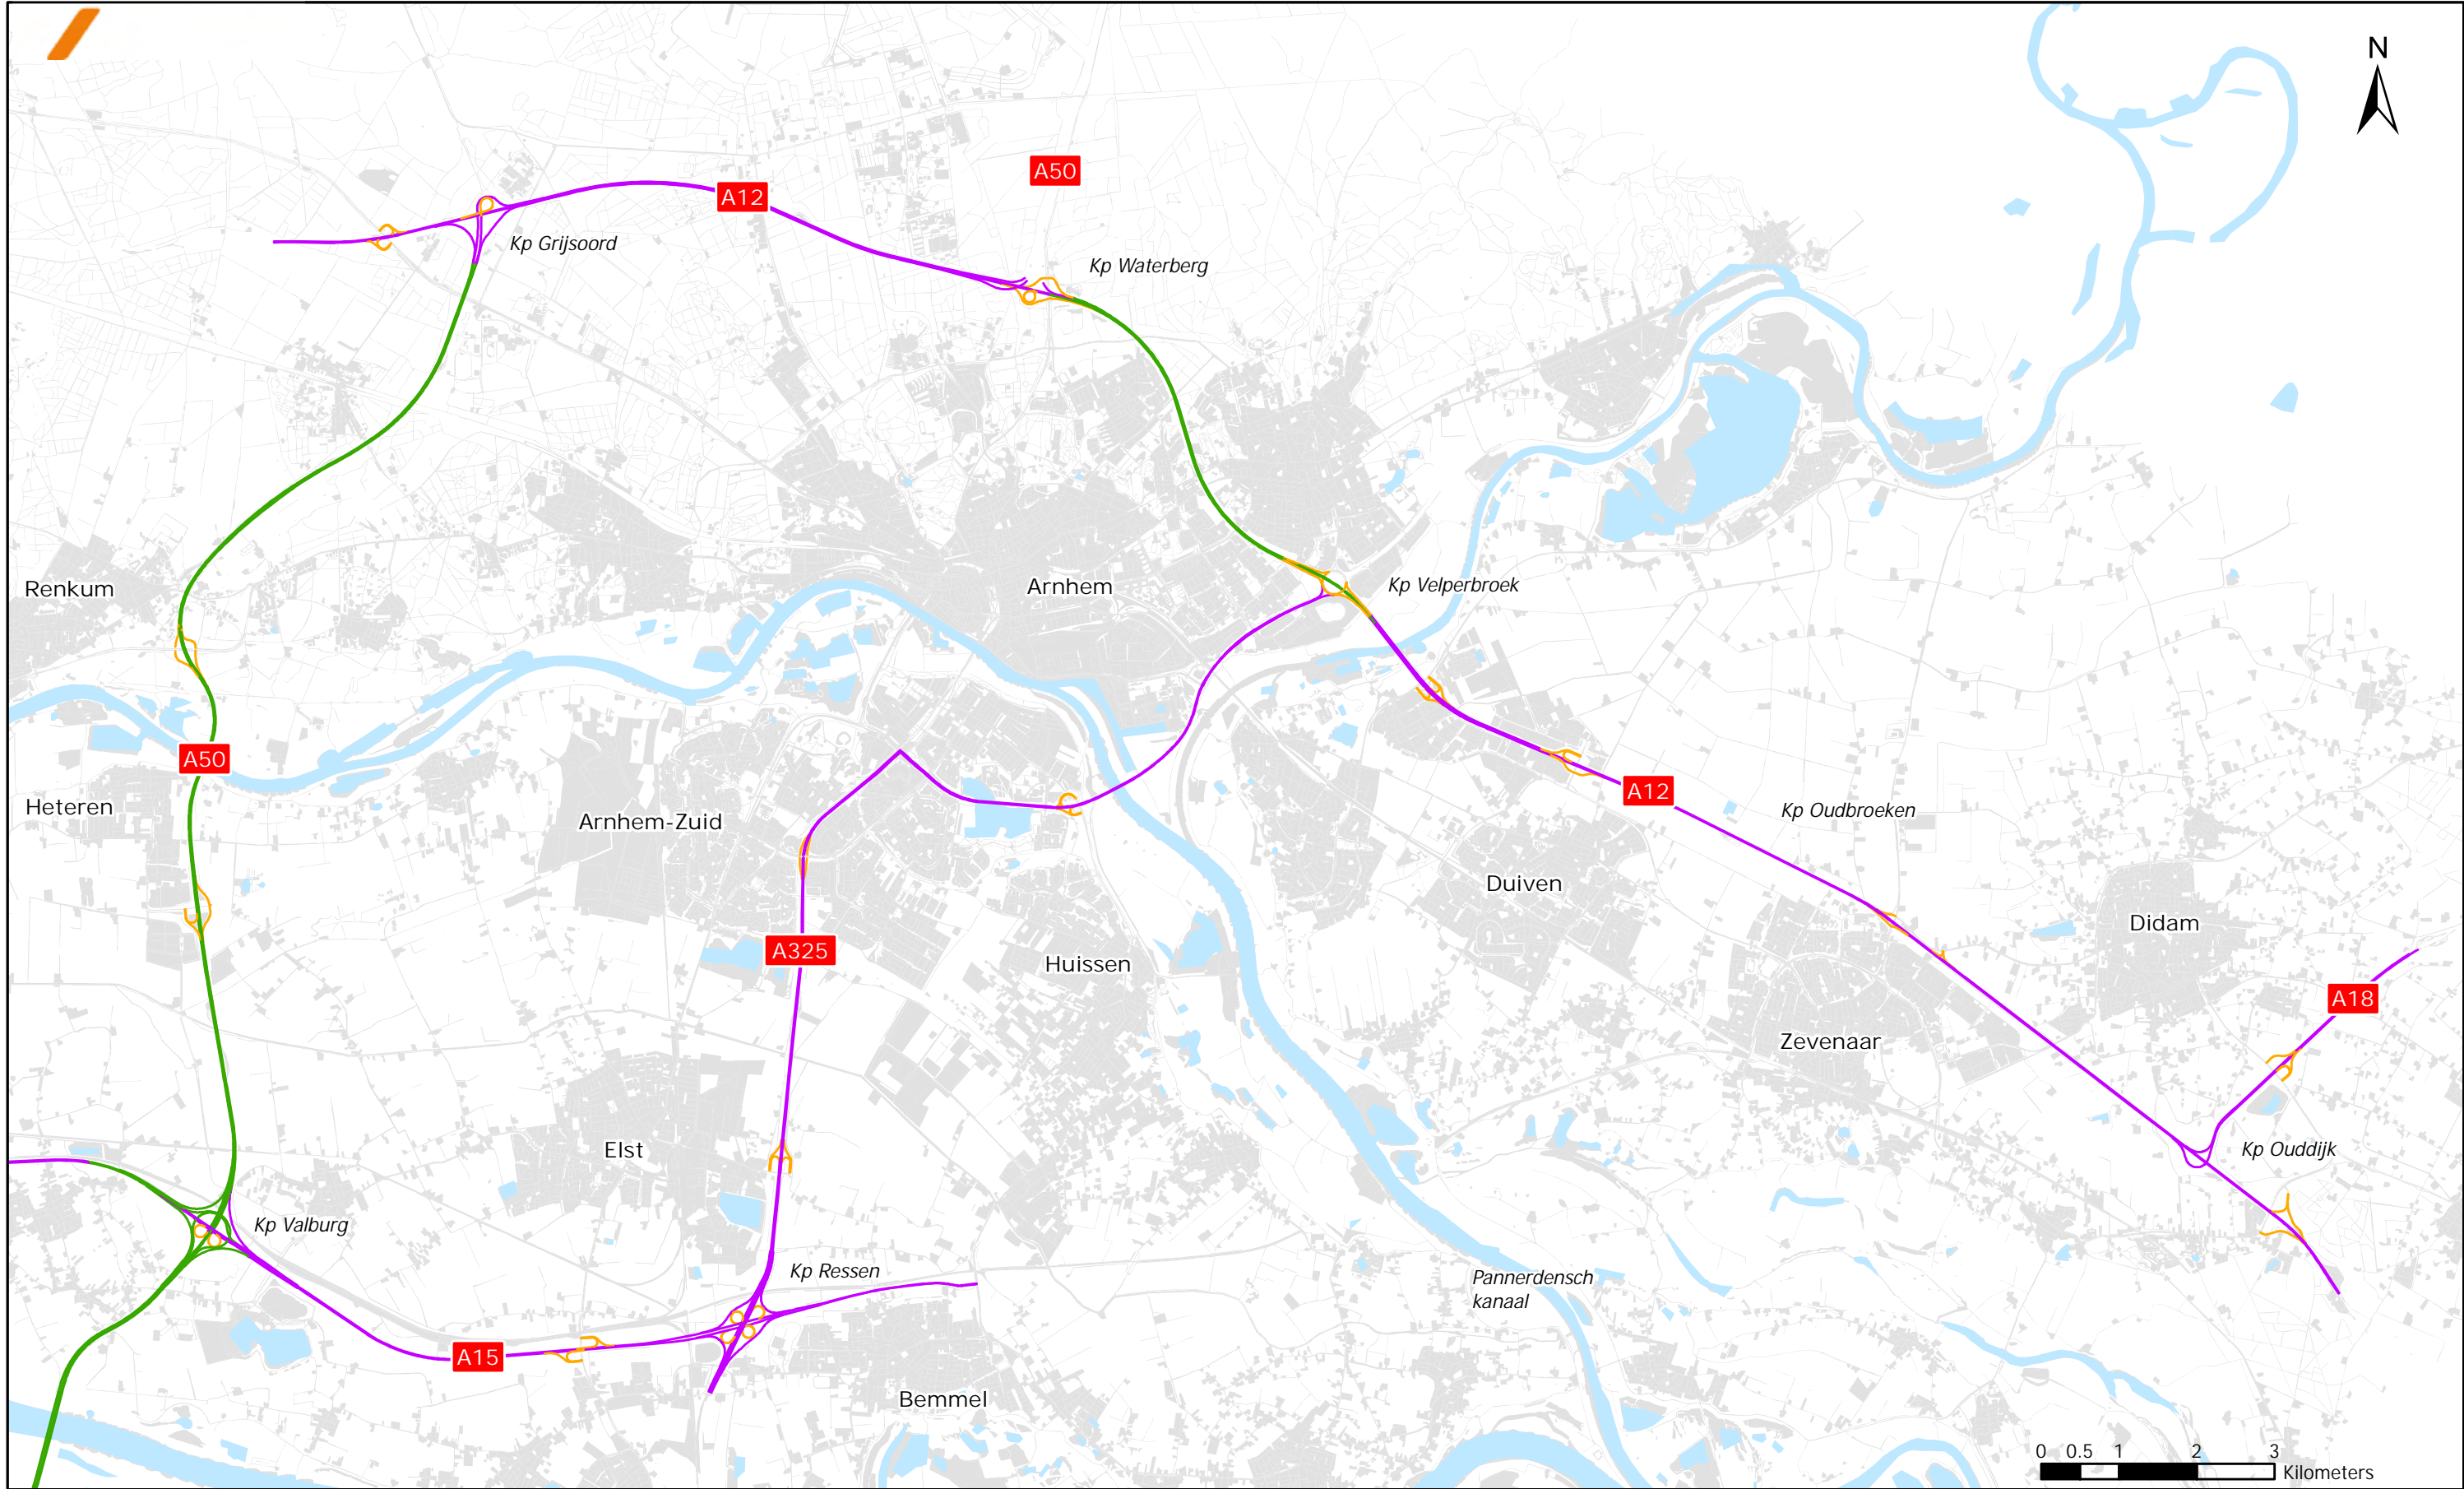 N
A50
A12
Kp Grijsoord
Kp Waterberg
Renkum
Arnhem
Kp Velperbroek
A50
Heteren
Arnhem-Zuid
A12
Kp Oudbroeken
Duiven
Didam
A325
Huissen
A18
Zevenaar
Elst
Kp Ouddijk
Kp Valburg
Kp Ressen
Pannerdensch
kanaal
A15
Bemmel
0 0.5 1 2 3
Kilometers